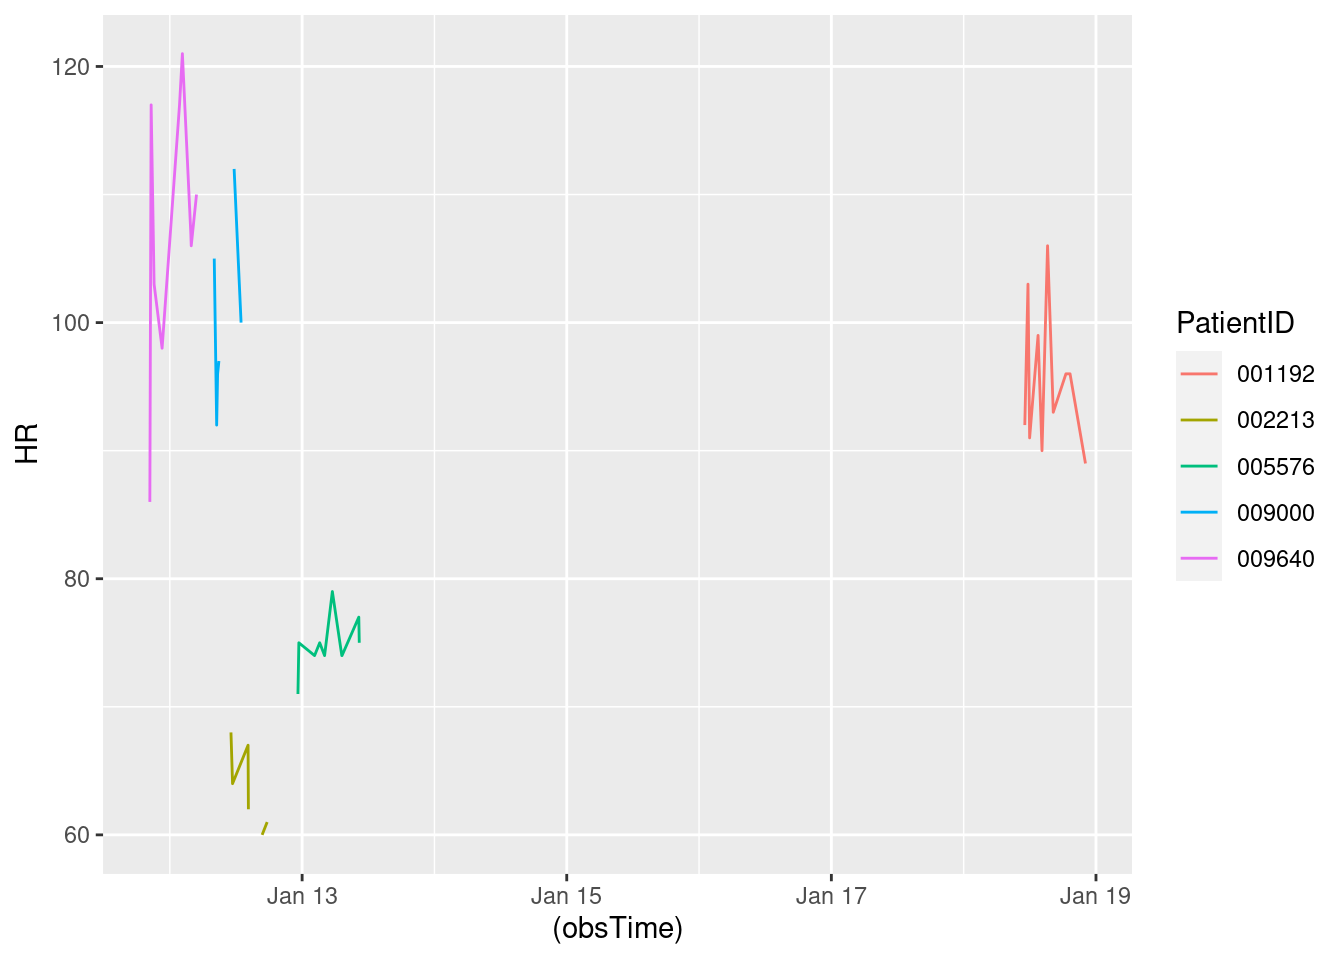 120
100
80
60
HR
Jan 13
Jan 15
Jan 17
Jan 19
(obsTime)
PatientID
001192
002213
005576
009000
009640